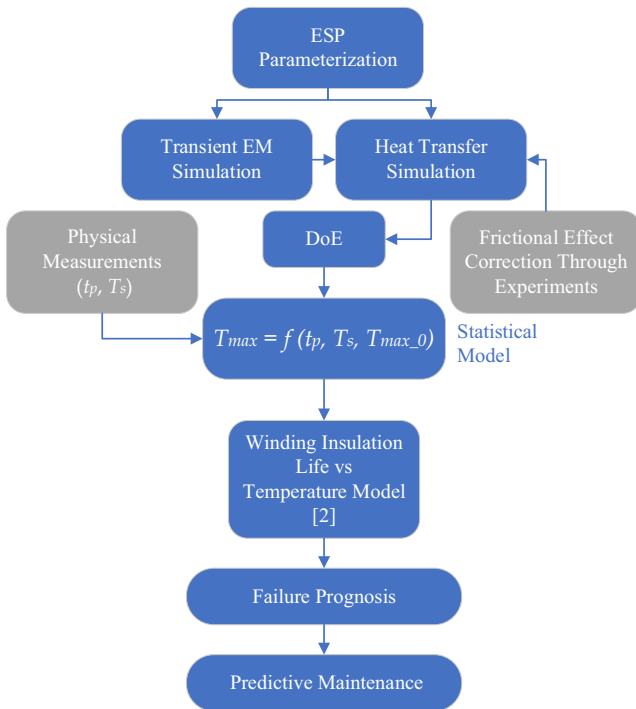 ESP
Parameterization
Transient EM
Simulation
Heat Transfer
Simulation
Physical
Measurements
(tp, Ts)
DoE
Frictional Effect
Correction Through
Experiments
Tmax = f (tp, Ts, Tmax_0)
Statistical
Model
Winding Insulation
Life vs
Temperature Model
[2]
Failure Prognosis
Predictive Maintenance